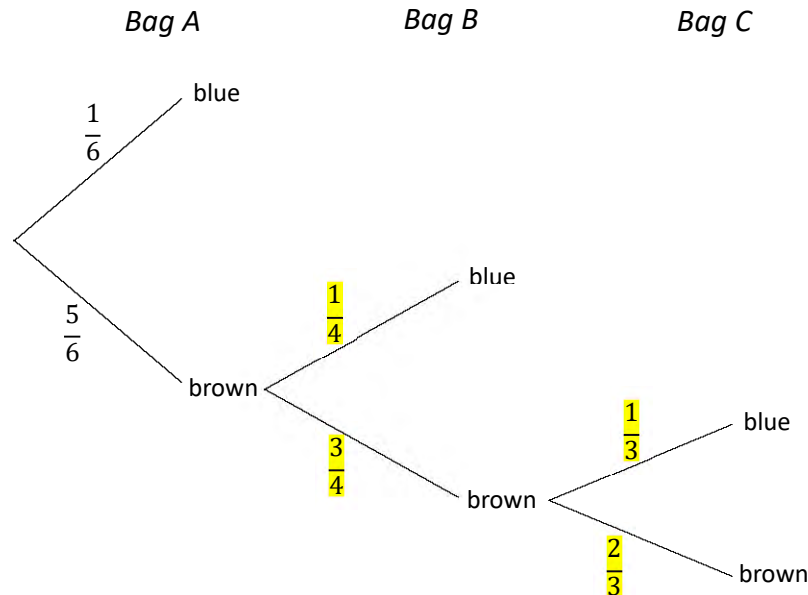 Bag A Bag B Bag C
blue
1/6
blue
1/4
5/6
brown
blue
1/3
3/4
brown
2/3
brown